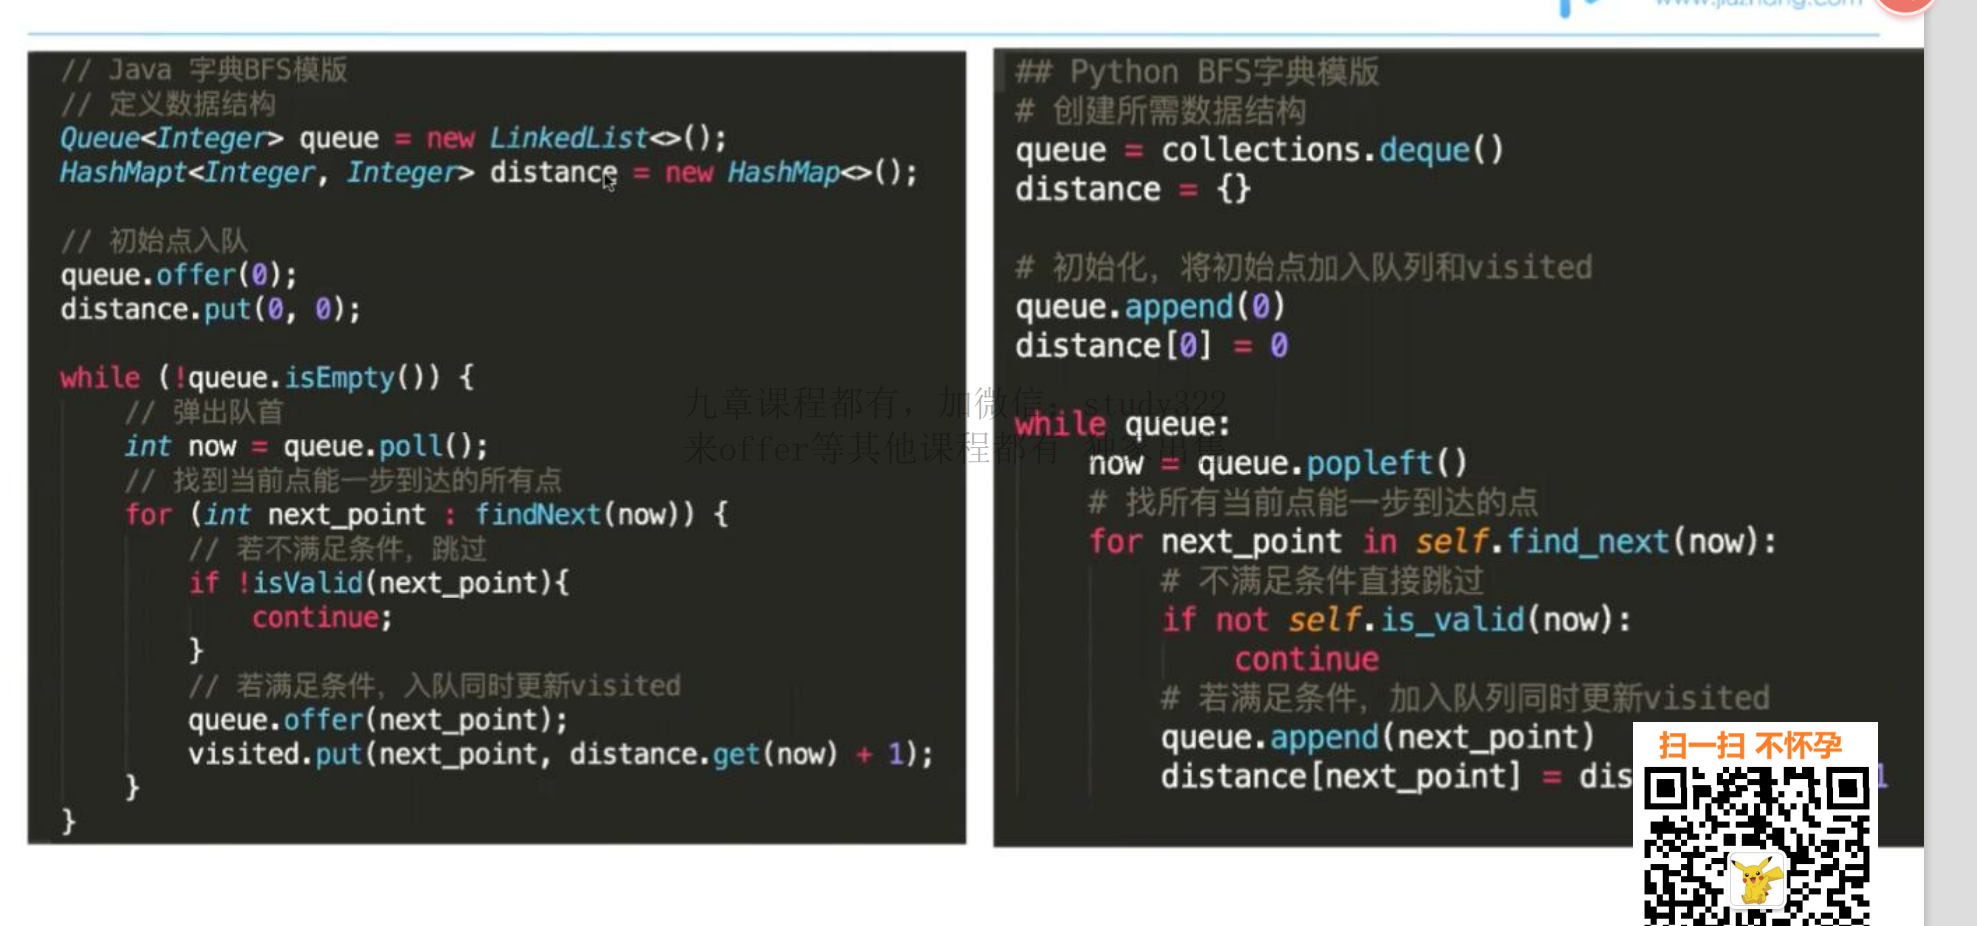 www.jiuzhang.com
// Java 字典BFS模版
// 定义数据结构
Queue<Integer> queue = new LinkedList<>();
HashMapt<Integer, Integer> distance = new HashMap<>();
// 初始点入队
queue.offer(0);
distance.put(0, 0);
while (!queue.isEmpty()) {
// 弹出队首
int now = queue.poll();
// 找到当前点能一步到达的所有点
for (int next_point : findNext(now)) {
// 若不满足条件, 跳过
if !isValid(next_point){
continue;
}
// 若满足条件, 入队同时更新visited
queue.offer(next_point);
visited.put(next_point, distance.get(now) + 1);
}
}
## Python BFS字典模版
# 创建所需数据结构
queue = collections.deque()
distance = {}
# 初始化, 将初始点加入队列和visited
queue.append(0)
distance[0] = 0
while queue:
now = queue.popleft()
# 找所有当前点能一步到达的点
for next_point in self.find_next(now):
# 不满足条件直接跳过
if not self.is_valid(now):
continue
# 若满足条件, 加入队列同时更新visited
queue.append(next_point)
distance[next_point] = dis 1
九章课程都有, 加微信: study322
来offer等其他课程都有 独家出售
扫一扫 不怀孕